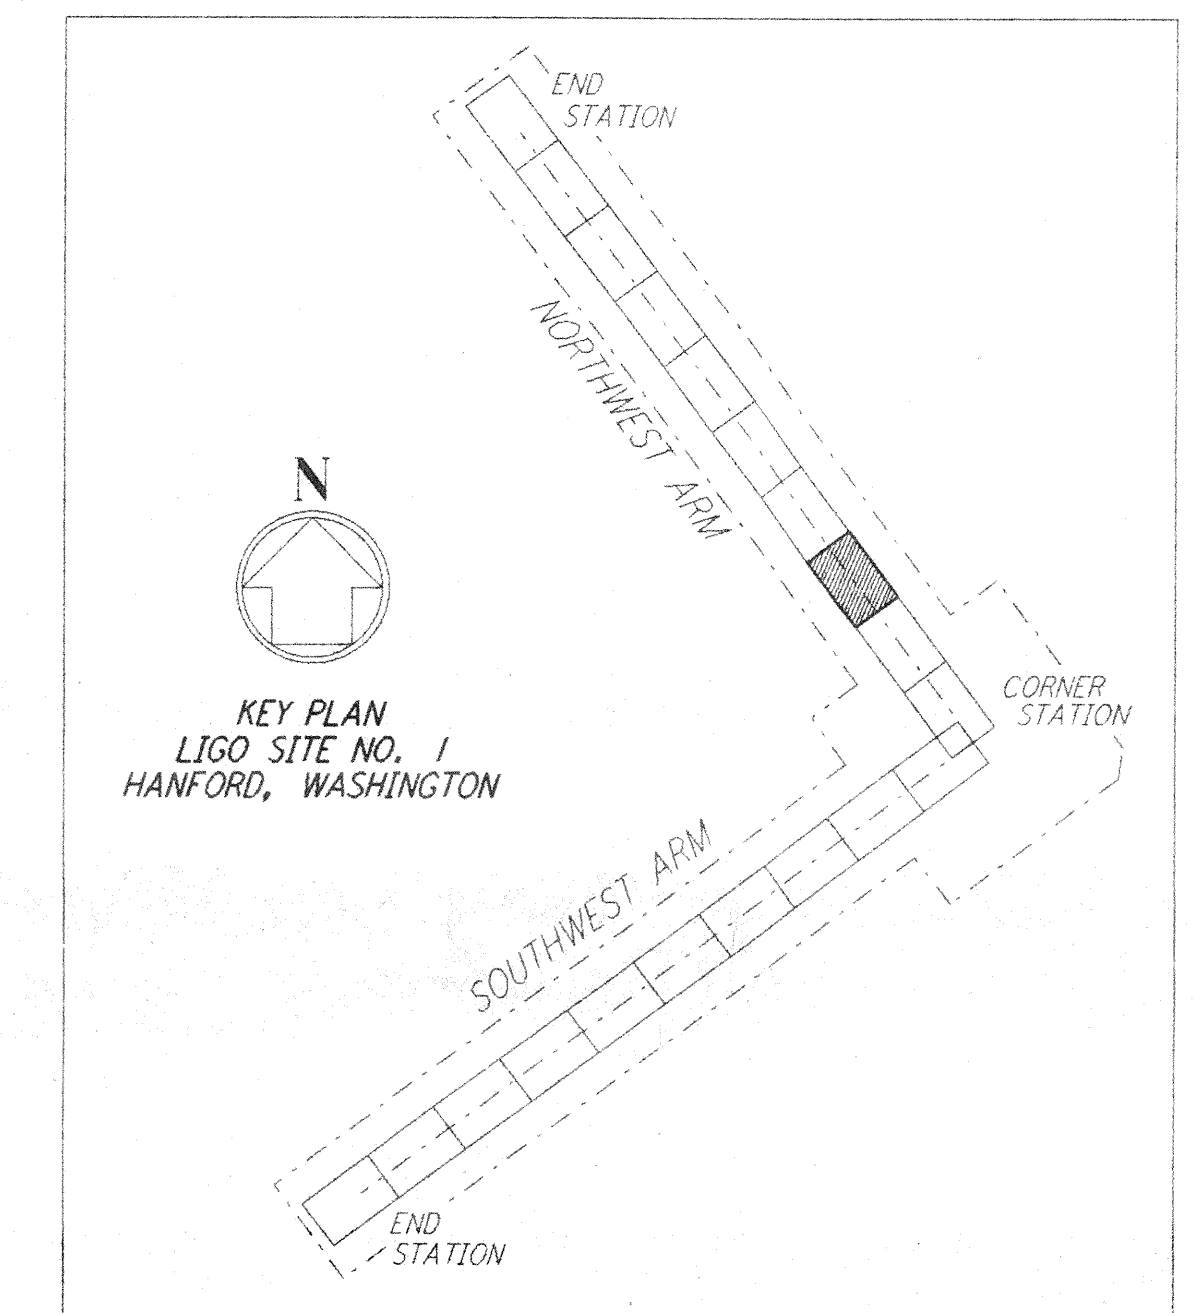 END
STATION
NORTHWEST ARM
N
KEY PLAN
LIGO SITE NO. 1
HANFORD, WASHINGTON
CORNER
STATION
SOUTHWEST ARM
END
STATION